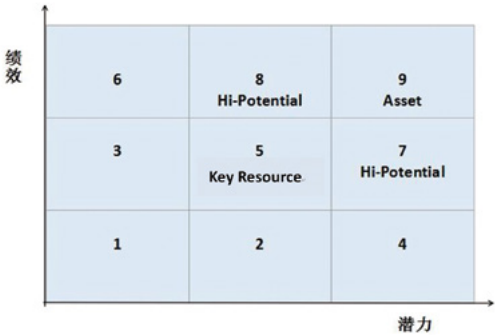 绩效
6
8
Hi-Potential
9
Asset
3
5
Key Resource.
7
Hi-Potential
1
2
4
潜力